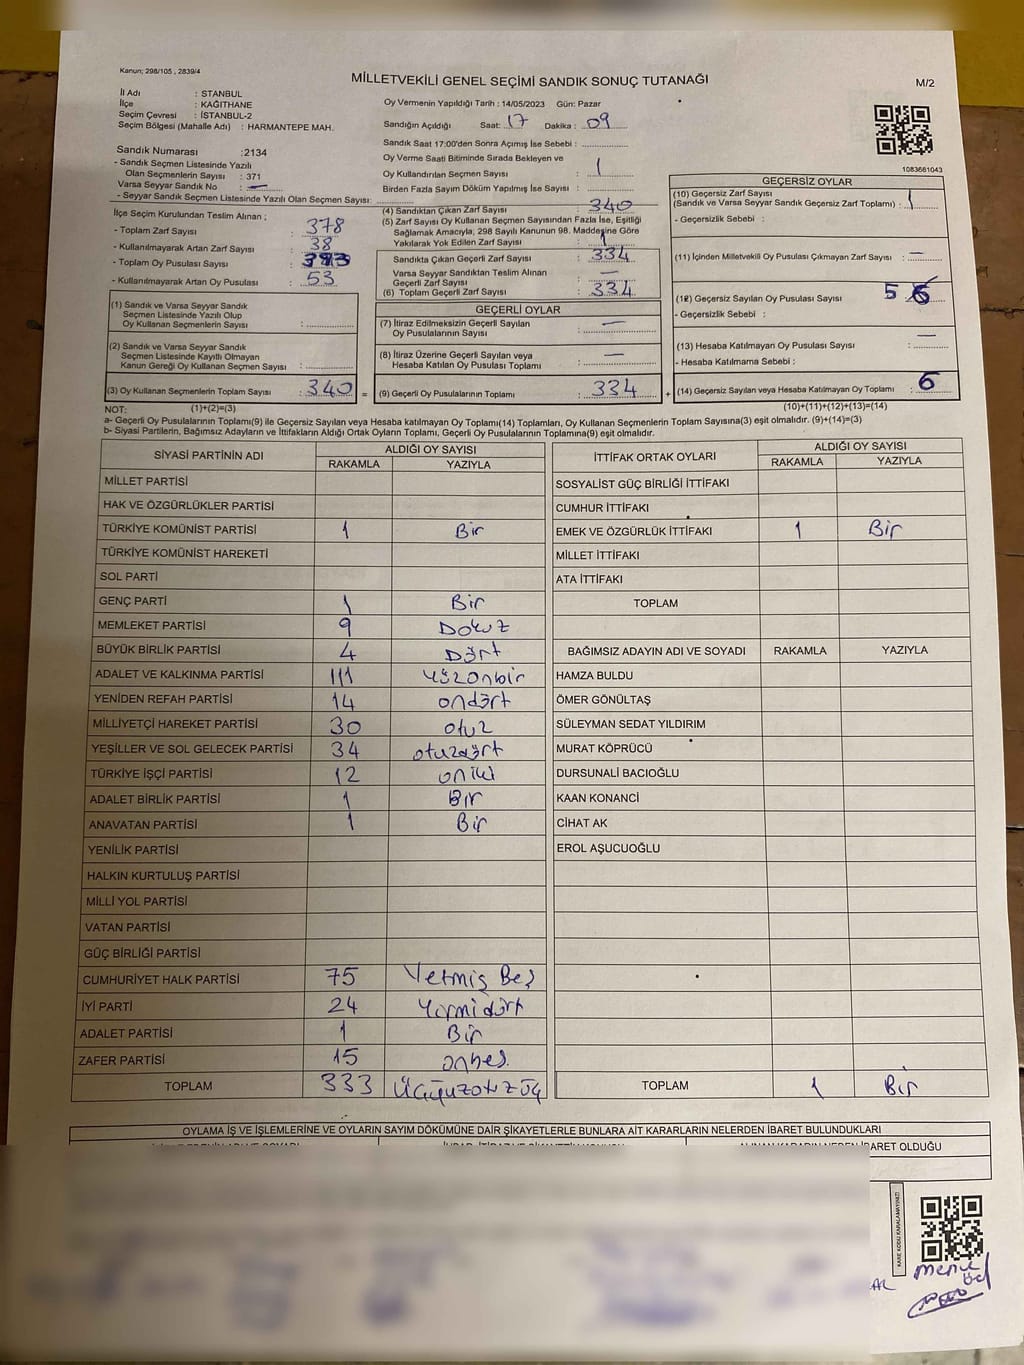 Kanun; 298/105 , 2839/4
MİLLETVEKİLİ GENEL SEÇİMİ SANDIK SONUÇ TUTANAĞI
M/2
İl Adı : STANBUL
İlçe : KAĞITHANE
Seçim Çevresi : İSTANBUL-2
Seçim Bölgesi (Mahalle Adı) : HARMANTEPE MAH.
Oy Vermenin Yapıldığı Tarih : 14/05/2023 Gün: Pazar
Sandığın Açıldığı Saat: 17 Dakika : 09
Sandık Saat 17:00'den Sonra Açımış İse Sebebi :
Oy Verme Saati Bitiminde Sırada Bekleyen ve
Oy Kullandırılan Seçmen Sayısı : 1
Birden Fazla Sayım Döküm Yapılmış İse Sayısı :
1083661043
Sandık Numarası :2134
- Sandık Seçmen Listesinde Yazılı
Olan Seçmenlerin Sayısı : 371
Varsa Seyyar Sandık No : —
- Seyyar Sandık Seçmen Listesinde Yazılı Olan Seçmen Sayısı:
İlçe Seçim Kurulundan Teslim Alınan ;
- Toplam Zarf Sayısı : 378
- Kullanılmayarak Artan Zarf Sayısı : 38
- Toplam Oy Pusulası Sayısı : 393
- Kullanılmayarak Artan Oy Pusulası : 53
(1) Sandık ve Varsa Seyyar Sandık
Seçmen Listesinde Yazılı Olup
Oy Kullanan Seçmenlerin Sayısı :
(2) Sandık ve Varsa Seyyar Sandık
Seçmen Listesinde Kayıtlı Olmayan
Kanun Gereği Oy Kullanan Seçmen Sayısı :
(3) Oy Kullanan Seçmenlerin Toplam Sayısı : 340 =
(4) Sandıktan Çıkan Zarf Sayısı : 340
(5) Zarf Sayısı Oy Kullanan Seçmen Sayısından Fazla İse, Eşitliği
Sağlamak Amacıyla, 298 Sayılı Kanunun 98. Maddesine Göre
Yakılarak Yok Edilen Zarf Sayısı : 1
Sandıkta Çıkan Geçerli Zarf Sayısı : 334
Varsa Seyyar Sandıktan Teslim Alınan
Geçerli Zarf Sayısı : —
(6) Toplam Geçerli Zarf Sayısı : 334
GEÇERLİ OYLAR
(7) İtiraz Edilmeksizin Geçerli Sayılan
Oy Pusulalarının Sayısı : —
(8) İtiraz Üzerine Geçerli Sayılan veya
Hesaba Katılan Oy Pusulaları Toplamı : —
(9) Geçerli Oy Pusulalarının Toplamı : 334 +
GEÇERSİZ OYLAR
(10) Geçersiz Zarf Sayısı
(Sandık ve Varsa Seyyar Sandık Geçersiz Zarf Toplamı) : 1
- Geçersizlik Sebebi :
(11) İçinden Milletvekili Oy Pusulası Çıkmayan Zarf Sayısı : —
(12) Geçersiz Sayılan Oy Pusulası Sayısı : 5 6
- Geçersizlik Sebebi :
(13) Hesaba Katılmayan Oy Pusulası Sayısı : —
- Hesaba Katılmama Sebebi :
(14) Geçersiz Sayılan veya Hesaba Katılmayan Oy Toplamı : 6
NOT: (1)+(2)=(3) (10)+(11)+(12)+(13)=(14)
a- Geçerli Oy Pusulalarının Toplamı(9) ile Geçersiz Sayılan veya Hesaba katılmayan Oy Toplamı(14) Toplamları, Oy Kullanan Seçmenlerin Toplam Sayısına(3) eşit olmalıdır. (9)+(14)=(3)
b- Siyasi Partilerin, Bağımsız Adayların ve İttifakların Aldığı Ortak Oyların Toplamı, Geçerli Oy Pusulalarının Toplamına(9) eşit olmalıdır.
SİYASİ PARTİNİN ADI ALDIĞI OY SAYISI
RAKAMLA YAZIYLA
MİLLET PARTİSİ
HAK VE ÖZGÜRLÜKLER PARTİSİ
TÜRKİYE KOMÜNİST PARTİSİ 1 Bir
TÜRKİYE KOMÜNİST HAREKETİ
SOL PARTİ
GENÇ PARTİ 1 Bir
MEMLEKET PARTİSİ 9 Dokuz
BÜYÜK BİRLİK PARTİSİ 4 Dört
ADALET VE KALKINMA PARTİSİ 111 Yüzonbir
YENİDEN REFAH PARTİSİ 14 ondört
MİLLİYETÇİ HAREKET PARTİSİ 30 otuz
YEŞİLLER VE SOL GELECEK PARTİSİ 34 otuzdört
TÜRKİYE İŞÇİ PARTİSİ 12 oniki
ADALET BİRLİK PARTİSİ 1 Bir
ANAVATAN PARTİSİ 1 Bir
YENİLİK PARTİSİ
HALKIN KURTULUŞ PARTİSİ
MİLLİ YOL PARTİSİ
VATAN PARTİSİ
GÜÇ BİRLİĞİ PARTİSİ
CUMHURİYET HALK PARTİSİ 75 Yetmiş Beş
İYİ PARTİ 24 Yirmidört
ADALET PARTİSİ 1 Bir
ZAFER PARTİSİ 15 onbeş
TOPLAM 333 Üçyüzotuzüç
İTTİFAK ORTAK OYLARI ALDIĞI OY SAYISI
RAKAMLA YAZIYLA
SOSYALİST GÜÇ BİRLİĞİ İTTİFAKI
CUMHUR İTTİFAKI
EMEK VE ÖZGÜRLÜK İTTİFAKI 1 Bir
MİLLET İTTİFAKI
ATA İTTİFAKI
TOPLAM
BAĞIMSIZ ADAYIN ADI VE SOYADI RAKAMLA YAZIYLA
HAMZA BULDU
ÖMER GÖNÜLTAŞ
SÜLEYMAN SEDAT YILDIRIM
MURAT KÖPRÜCÜ
DURSUNALİ BACIOĞLU
KAAN KONANCİ
CİHAT AK
EROL AŞUCUOĞLU
TOPLAM 1 Bir
OYLAMA İŞ VE İŞLEMLERİNE VE OYLARIN SAYIM DÖKÜMÜNE DAİR ŞİKAYETLERLE BUNLARA AİT KARARLARIN NELERDEN İBARET BULUNDUKLARI
İBARET OLDUĞU
KARE KODU KARALAMAYINIZ!